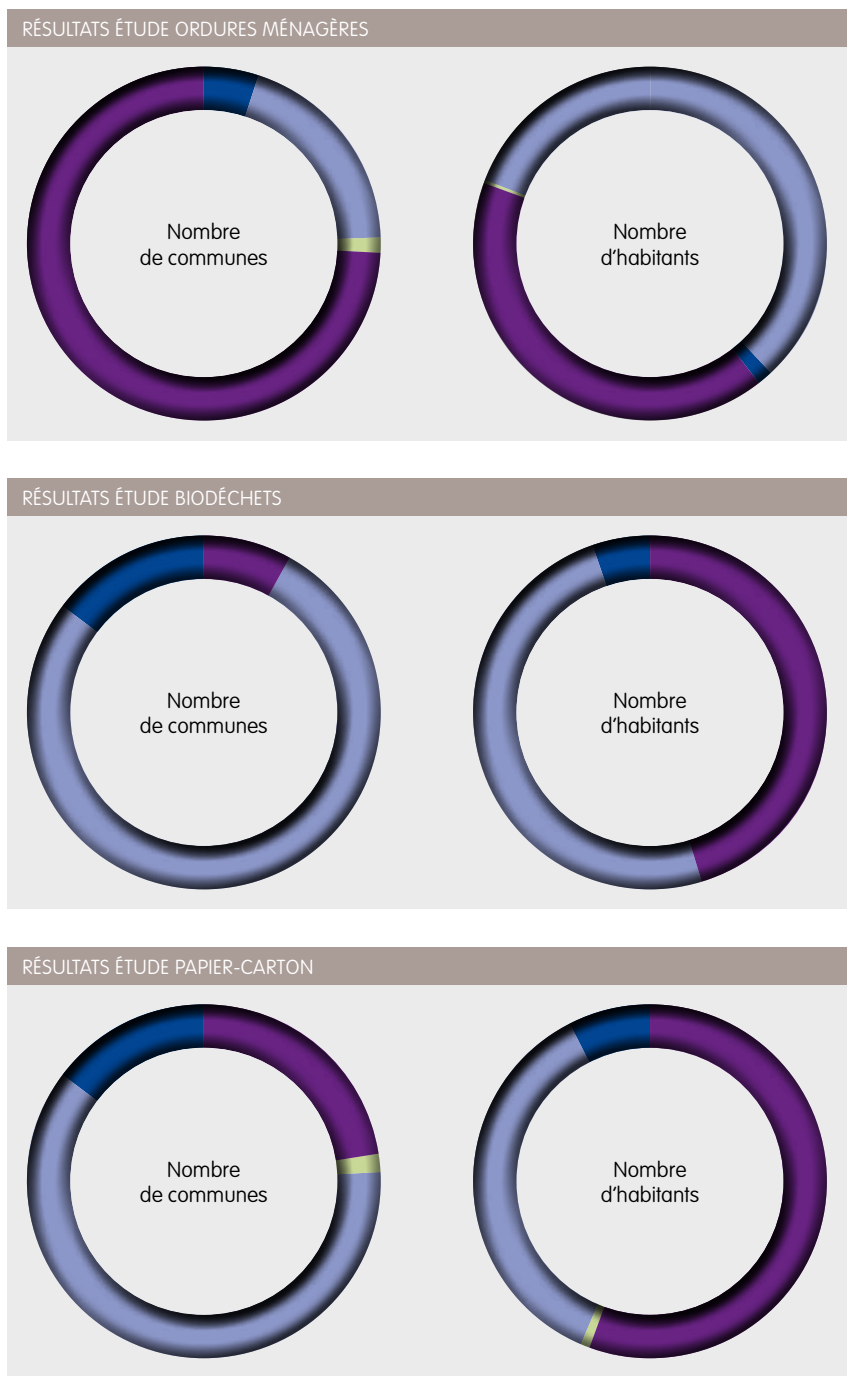 RÉSULTATS ÉTUDE ORDURES MÉNAGÈRES
Nombre
de communes
Nombre
d'habitants
RÉSULTATS ÉTUDE BIODÉCHETS
Nombre
de communes
Nombre
d'habitants
RÉSULTATS ÉTUDE PAPIER-CARTON
Nombre
de communes
Nombre
d'habitants